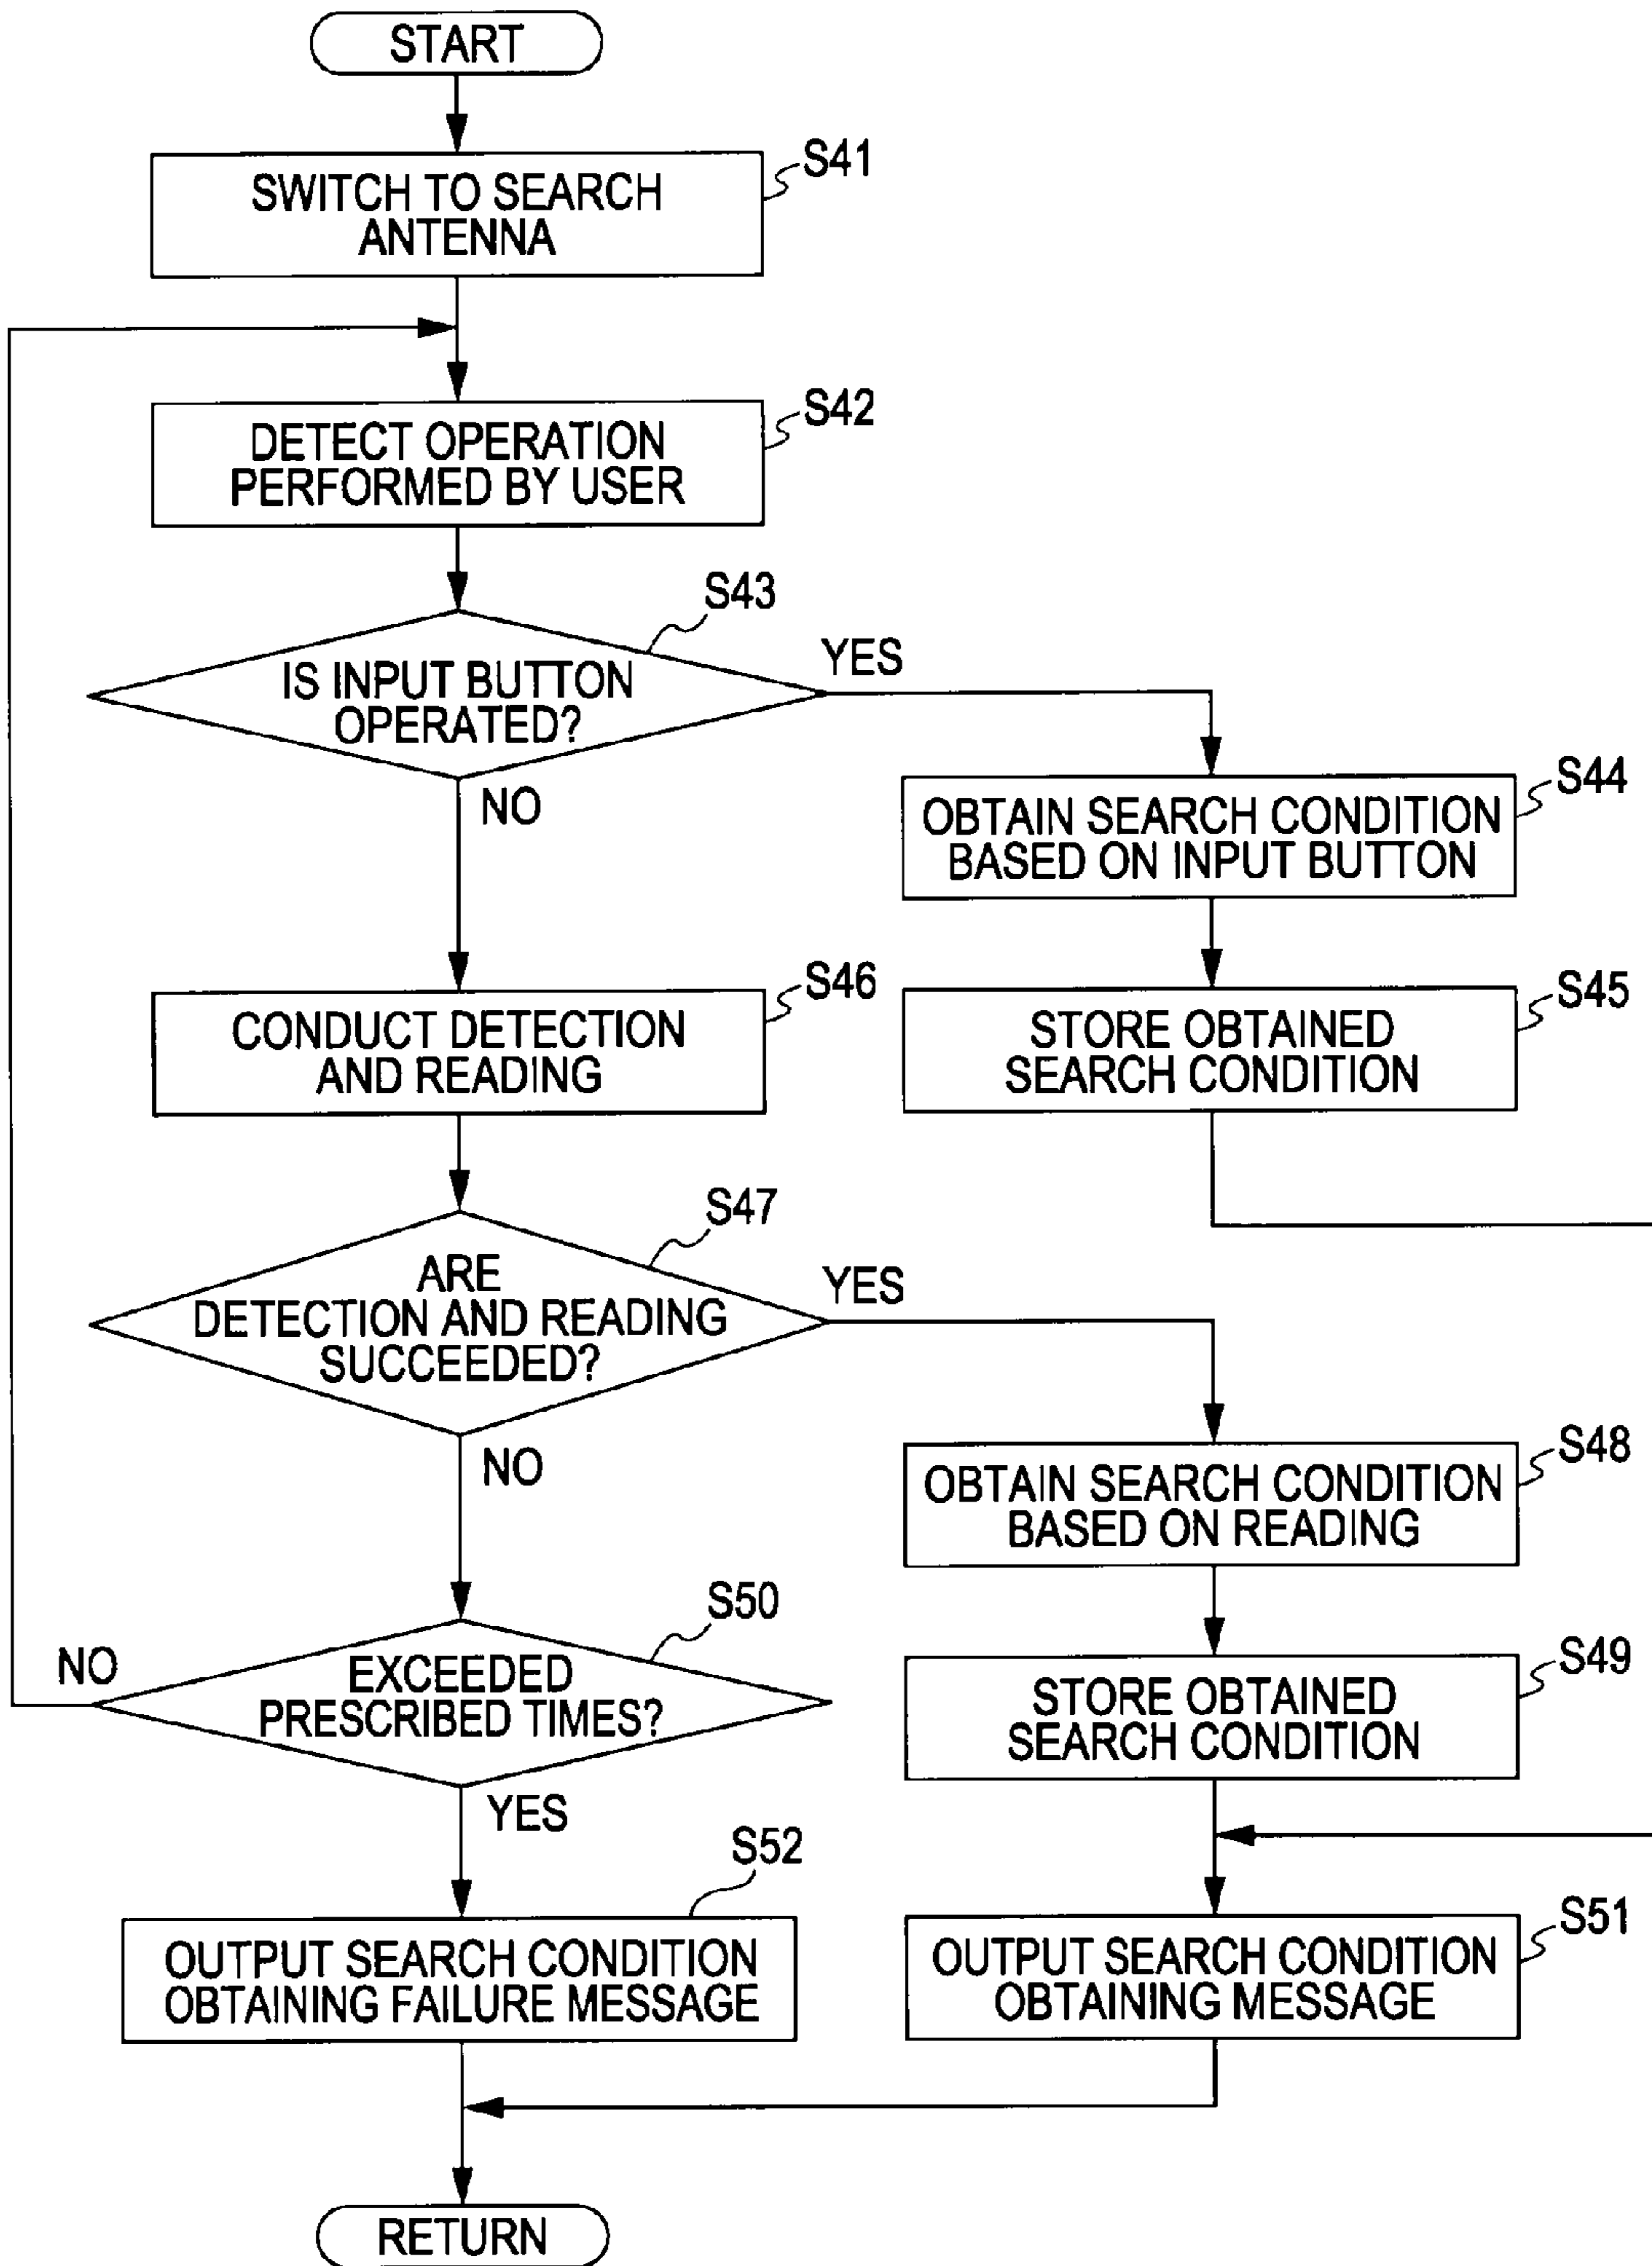 START
S41
SWITCH TO SEARCH
ANTENNA
S42
DETECT OPERATION
PERFORMED BY USER
S43
IS INPUT BUTTON
OPERATED?
YES
NO
S44
OBTAIN SEARCH CONDITION
BASED ON INPUT BUTTON
S45
STORE OBTAINED
SEARCH CONDITION
S46
CONDUCT DETECTION
AND READING
S47
ARE
DETECTION AND READING
SUCCEEDED?
YES
NO
S48
OBTAIN SEARCH CONDITION
BASED ON READING
S49
STORE OBTAINED
SEARCH CONDITION
S50
EXCEEDED
PRESCRIBED TIMES?
NO
YES
S52
OUTPUT SEARCH CONDITION
OBTAINING FAILURE MESSAGE
S51
OUTPUT SEARCH CONDITION
OBTAINING MESSAGE
RETURN